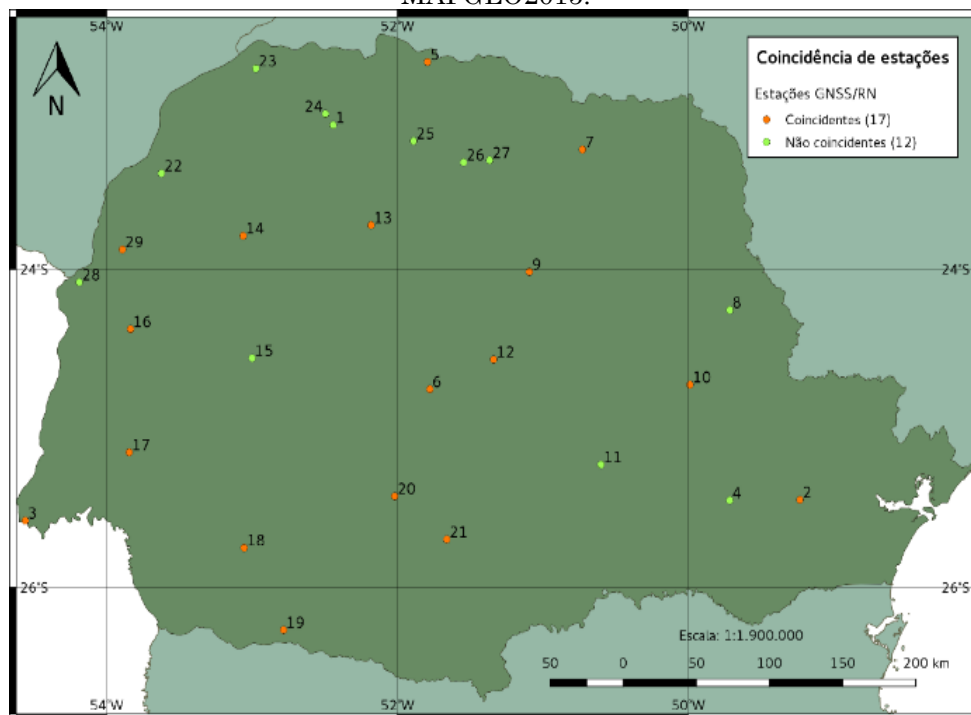 MAPGEO2015.
54°W
52°W
50°W
Coincidência de estações
Estações GNSS/RN
Coincidentes (17)
Não coincidentes (12)
N
23
5
24
1
25
26
27
7
22
13
14
29
24°S
24°S
28
9
8
16
15
12
6
10
17
11
20
4
2
3
21
18
26°S
26°S
19
Escala: 1:1.900.000
50
0
50
100
150
200 km
54°W
52°W
50°W